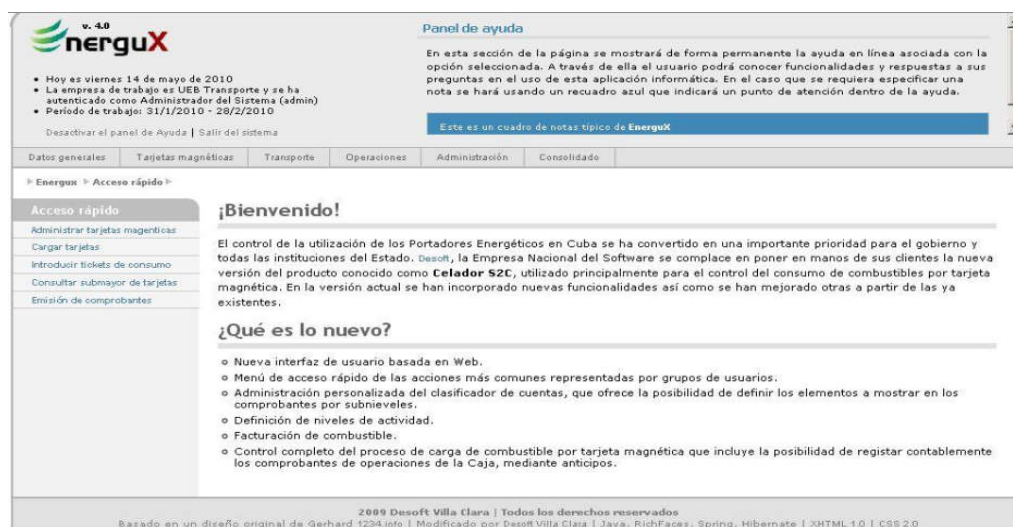 v. 4.0
EnerguX
• Hoy es viernes 14 de mayo de 2010
• La empresa de trabajo es UEB Transporte y se ha
autenticado como Administrador del Sistema (admin)
• Período de trabajo: 31/1/2010 - 28/2/2010
Desactivar el panel de Ayuda | Salir del sistema
Panel de ayuda
En esta sección de la página se mostrará de forma permanente la ayuda en línea asociada con la
opción seleccionada. A través de ella el usuario podrá conocer funcionalidades y respuestas a sus
preguntas en el uso de esta aplicación informática. En el caso que se requiera especificar una
nota se hará usando un recuadro azul que indicará un punto de atención dentro de la ayuda.
Este es un cuadro de notas típico de EnerguX
Datos generales Tarjetas magnéticas Transporte Operaciones Administración Consolidado
Energux Acceso rápido
Acceso rápido
Administrar tarjetas magenticas
Cargar tarjetas
Introducir tickets de consumo
Consultar submayor de tarjetas
Emisión de comprobantes
¡Bienvenido!
El control de la utilización de los Portadores Energéticos en Cuba se ha convertido en una importante prioridad para el gobierno y
todas las instituciones del Estado. Desoft, la Empresa Nacional del Software se complace en poner en manos de sus clientes la nueva
versión del producto conocido como Celador S2C, utilizado principalmente para el control del consumo de combustibles por tarjeta
magnética. En la versión actual se han incorporado nuevas funcionalidades así como se han mejorado otras a partir de las ya
existentes.
¿Qué es lo nuevo?
Nueva interfaz de usuario basada en Web.
Menú de acceso rápido de las acciones más comunes representadas por grupos de usuarios.
Administración personalizada del clasificador de cuentas, que ofrece la posibilidad de definir los elementos a mostrar en los
comprobantes por subnieveles.
Definición de niveles de actividad.
Facturación de combustible.
Control completo del proceso de carga de combustible por tarjeta magnética que incluye la posibilidad de registar contablemente
los comprobantes de operaciones de la Caja, mediante anticipos.
2009 Desoft Villa Clara | Todos los derechos reservados
Basado en un diseño original de Gerhard 1234.info | Modificado por Desoft Villa Clara | Java, RichFaces, Spring, Hibernate | XHTML 1.0 | CSS 2.0